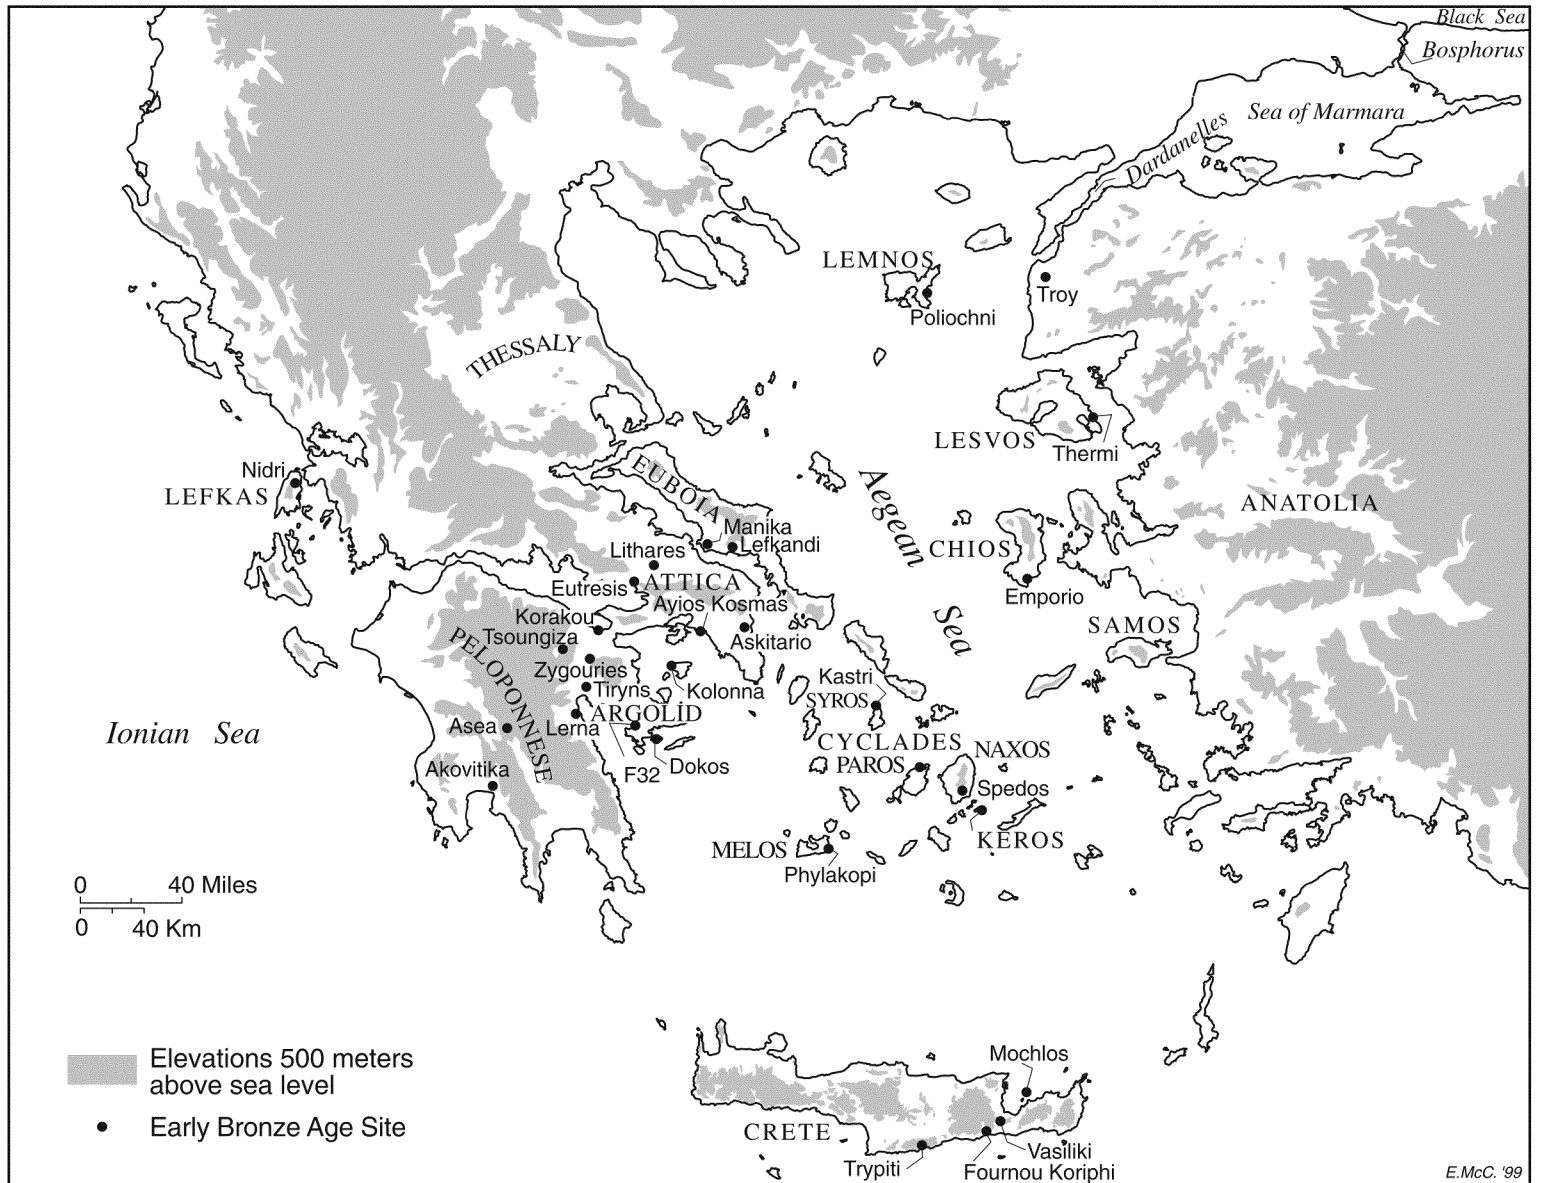 Black Sea
Bosphorus
Sea of Marmara
Dardanelles
LEMNOS
Poliochni
Troy
THESSALY
LESVOS
Thermi
Nidri
LEFKAS
EUBOIA
Aegean
Sea
ANATOLIA
Manika
Lefkandi
Lithares
CHIOS
Emporio
Eutresis
ATTICA
Ayios Kosmas
Askitario
Korakou
Tsoungiza
SAMOS
PELOPONNESE
Zygouries
Tiryns
Kolonna
Kastri
SYROS
Ionian Sea
Asea
Lerna
ARGOLID
F32
Dokos
CYCLADES
PAROS
NAXOS
Spedos
Akovitika
KEROS
MELOS
Phylakopi
0 40 Miles
0 40 Km
Elevations 500 meters
above sea level
Early Bronze Age Site
Mochlos
CRETE
Vasiliki
Trypiti
Fournou Koriphi
E.McC. '99